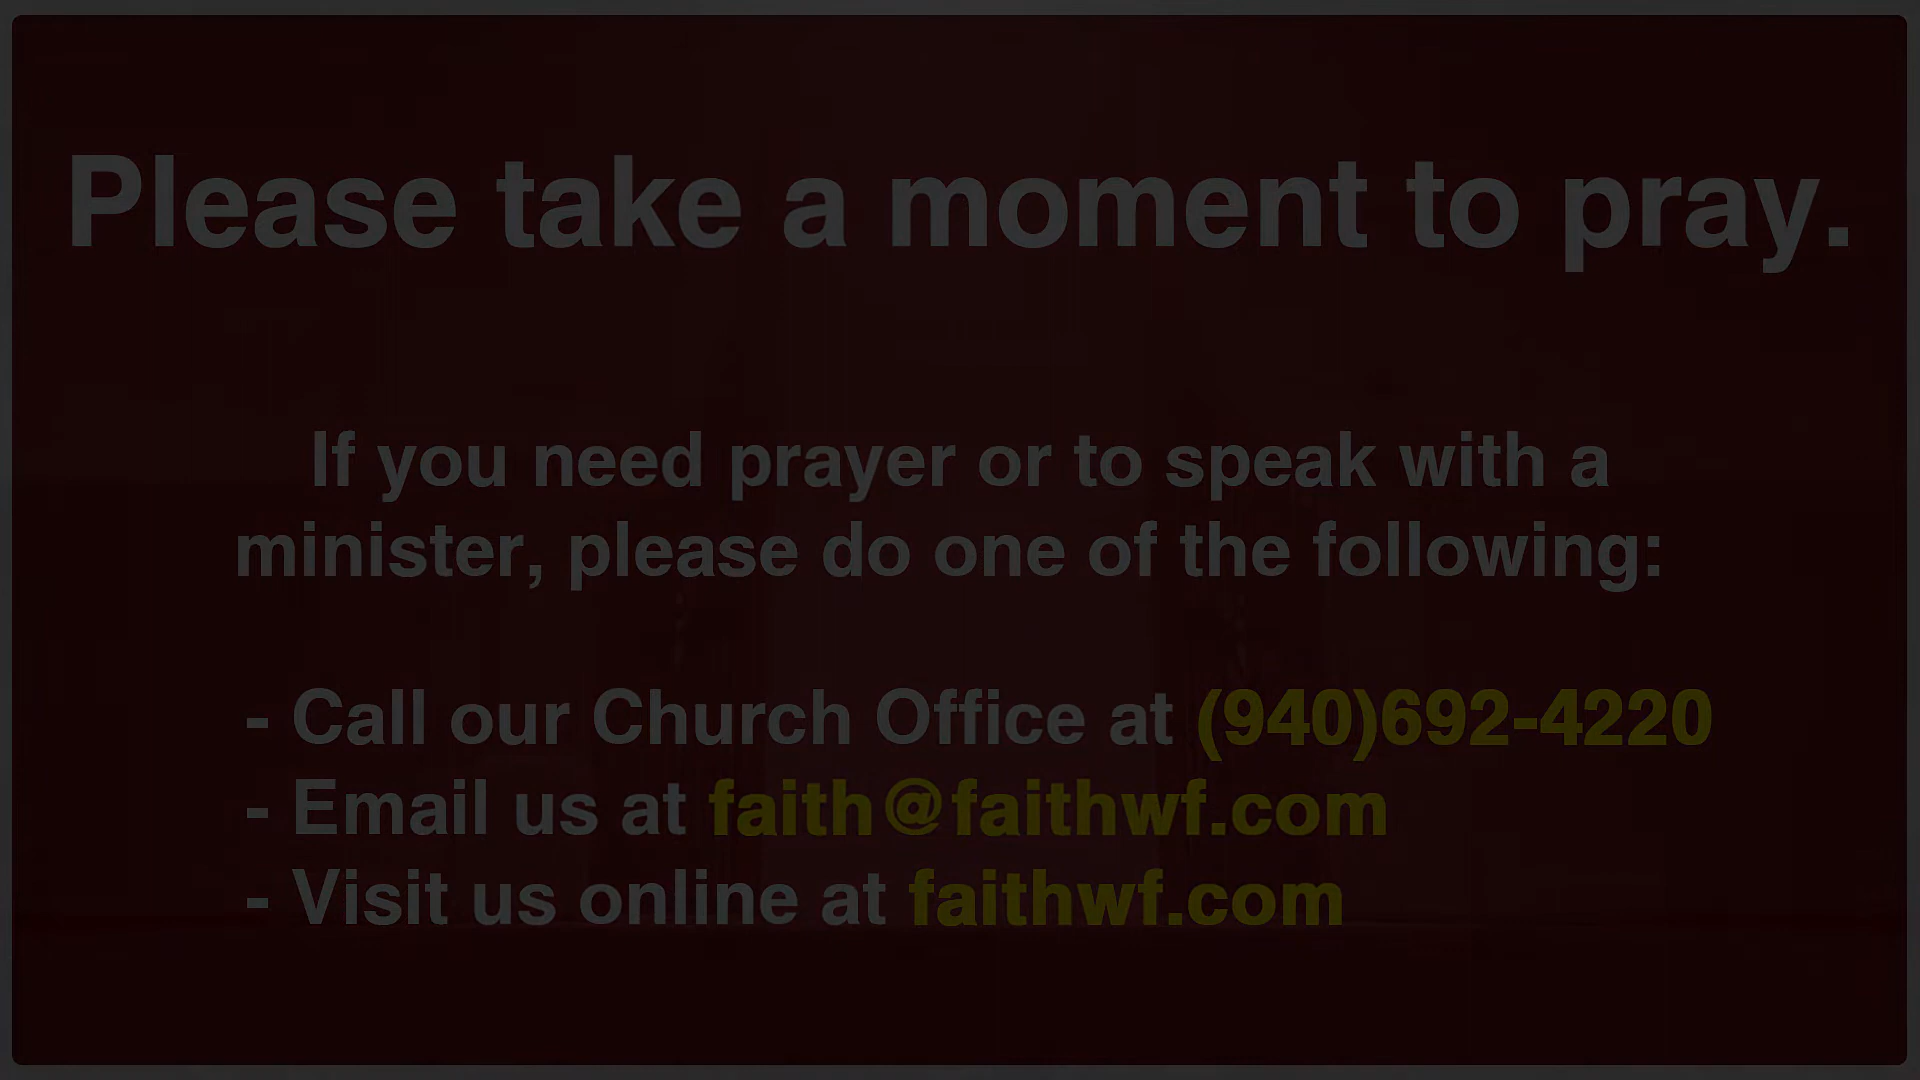 Please take a moment to pray.
If you need prayer or to speak with a
minister, please do one of the following:
- Call our Church Office at (940)692-4220
- Email us at faith@faithwf.com
- Visit us online at faithwf.com